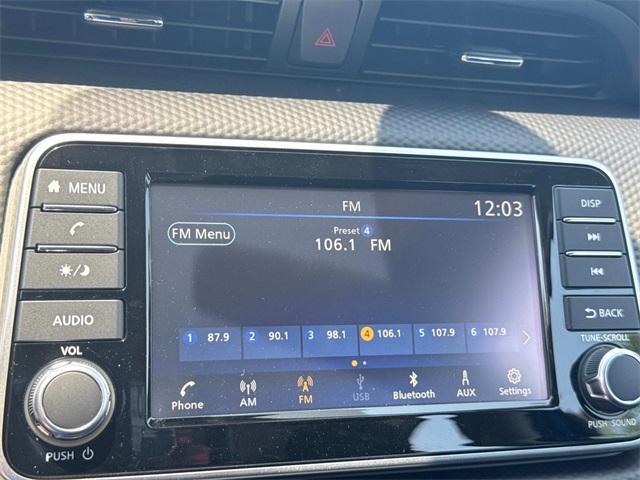 MENU
FM
12:03
FM Menu
Preset 4
106.1 FM
AUDIO
1 87.9
2 90.1
3 98.1
4 106.1
5 107.9
6 107.9
Phone
AM
FM
USB
Bluetooth
AUX
Settings
VOL
PUSH
DISP
BACK
TUNE-SCROLL
PUSH SOUND